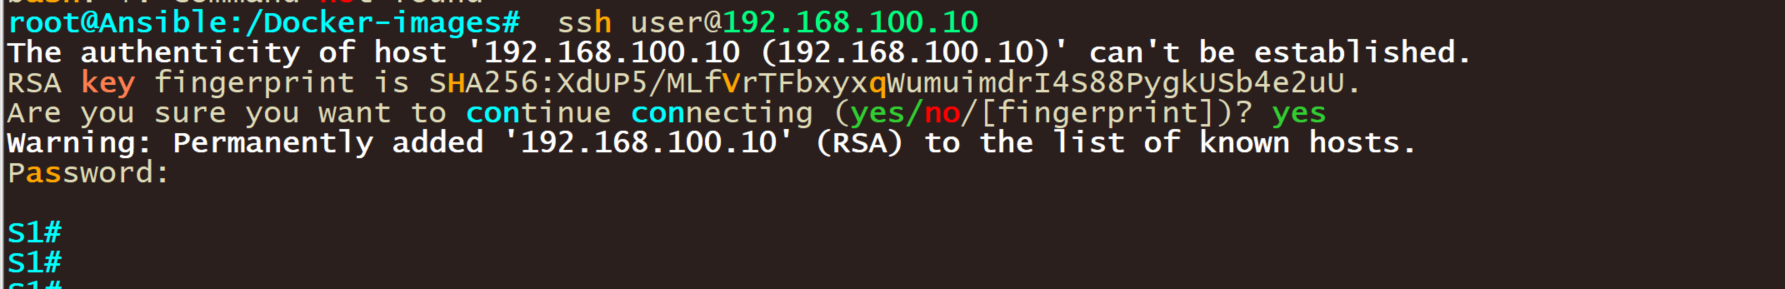 root@Ansible:/Docker-images#  ssh user@192.168.100.10
The authenticity of host '192.168.100.10 (192.168.100.10)' can't be established.
RSA key fingerprint is SHA256:XdUP5/MLfVrTFbxyxqWumuimdrI4S88PygkUSb4e2uU.
Are you sure you want to continue connecting (yes/no/[fingerprint])? yes
Warning: Permanently added '192.168.100.10' (RSA) to the list of known hosts.
Password:
S1#
S1#
S1#